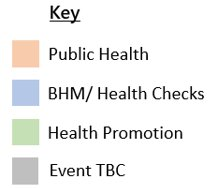 Key
Public Health
BHM/ Health Checks
Health Promotion
Event TBC